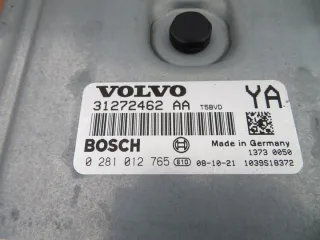 VOLVO YA
31272462 AA T5BVD
BOSCH Made in Germany
1373 0050
0 281 012 765 E10 08-10-21 1039S18372